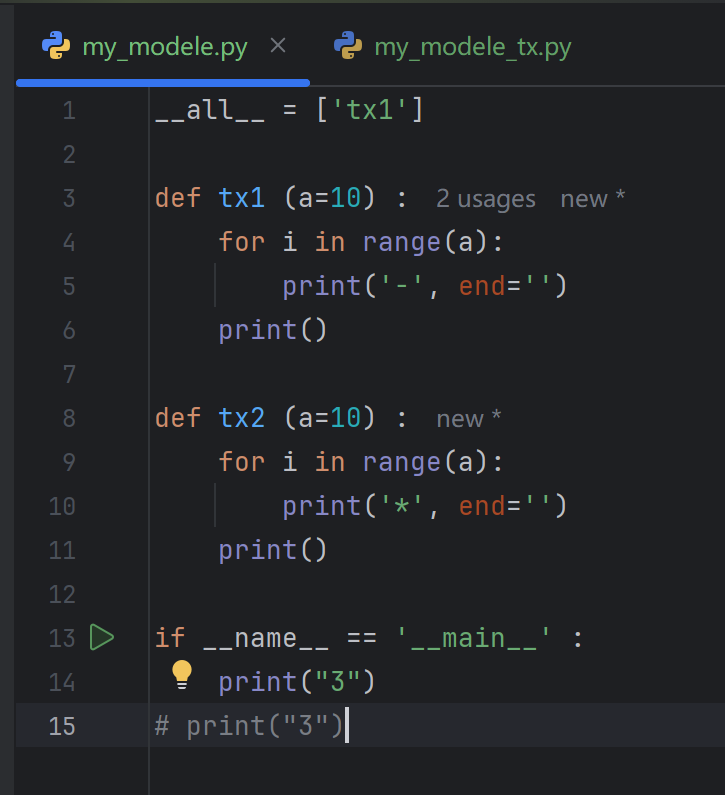 my_modele.py × my_modele_tx.py
1 __all__ = ['tx1']
2
3 def tx1 (a=10) : 2 usages new *
4     for i in range(a):
5         print('-', end='')
6     print()
7
8 def tx2 (a=10) : new *
9     for i in range(a):
10         print('*', end='')
11     print()
12
13 if __name__ == '__main__' :
14     print("3")
15 # print("3")